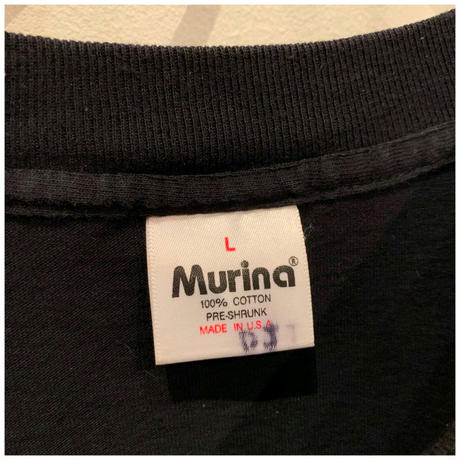 L
Murina®
100% COTTON
PRE-SHRUNK
MADE IN U.S.A.